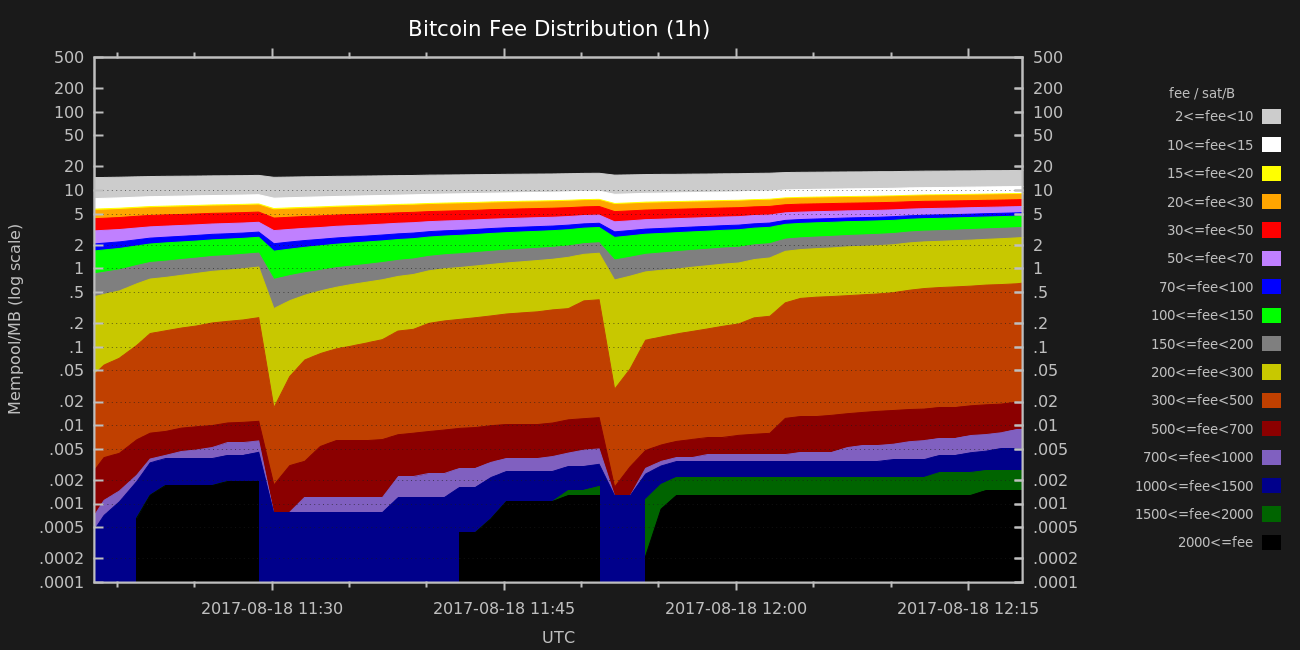 Bitcoin Fee Distribution (1h)
500
200
100
50
20
10
5
2
1
.5
.2
.1
.05
.02
.01
.005
.002
.001
.0005
.0002
.0001
Mempool/MB (log scale)
500
200
100
50
20
10
5
2
1
.5
.2
.1
.05
.02
.01
.005
.002
.001
.0005
.0002
.0001
2017-08-18 11:30 2017-08-18 11:45 2017-08-18 12:00 2017-08-18 12:15
UTC
fee / sat/B
2<=fee<10
10<=fee<15
15<=fee<20
20<=fee<30
30<=fee<50
50<=fee<70
70<=fee<100
100<=fee<150
150<=fee<200
200<=fee<300
300<=fee<500
500<=fee<700
700<=fee<1000
1000<=fee<1500
1500<=fee<2000
2000<=fee